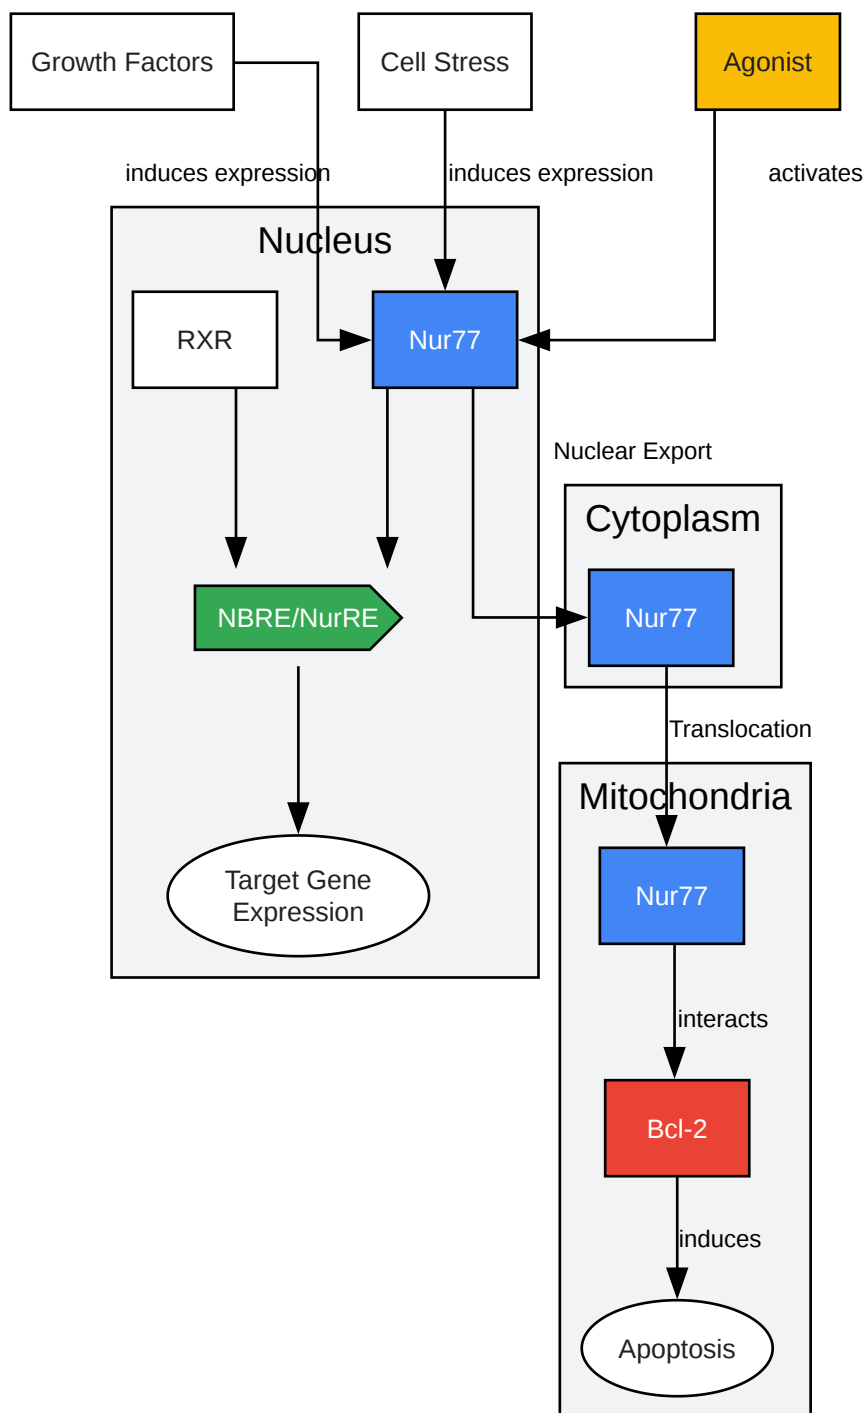 Growth Factors
Cell Stress
Agonist
induces expression
induces expression
activates
Nucleus
RXR
Nur77
Nuclear Export
Cytoplasm
NBRE/NurRE
Nur77
Translocation
Mitochondria
Target Gene
Expression
Nur77
interacts
Bcl-2
induces
Apoptosis